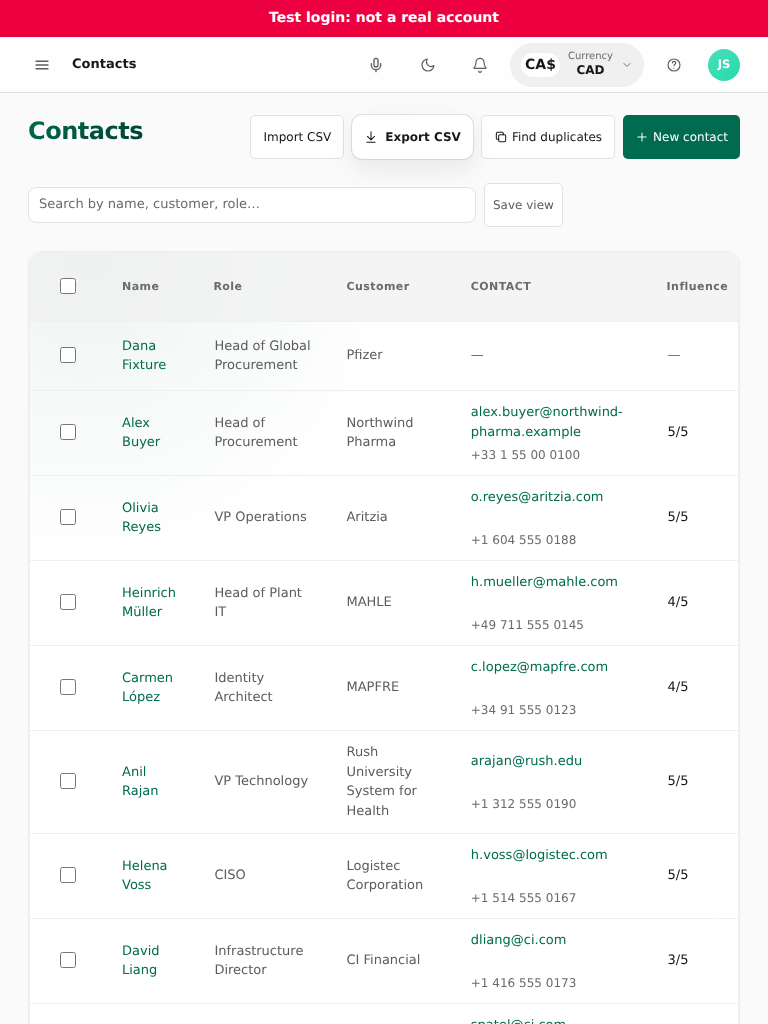 Test login: not a real account
Contacts
CA$
Currency
CAD
JS
Contacts
Import CSV
Export CSV
Find duplicates
New contact
Search by name, customer, role…
Save view
Name Role Customer CONTACT Influence
Dana Fixture
Head of Global Procurement
Pfizer
—
—
Alex Buyer
Head of Procurement
Northwind Pharma
alex.buyer@northwind-pharma.example
+33 1 55 00 0100
5/5
Olivia Reyes
VP Operations
Aritzia
o.reyes@aritzia.com
+1 604 555 0188
5/5
Heinrich Müller
Head of Plant IT
MAHLE
h.mueller@mahle.com
+49 711 555 0145
4/5
Carmen López
Identity Architect
MAPFRE
c.lopez@mapfre.com
+34 91 555 0123
4/5
Anil Rajan
VP Technology
Rush University System for Health
arajan@rush.edu
+1 312 555 0190
5/5
Helena Voss
CISO
Logistec Corporation
h.voss@logistec.com
+1 514 555 0167
5/5
David Liang
Infrastructure Director
CI Financial
dliang@ci.com
+1 416 555 0173
3/5